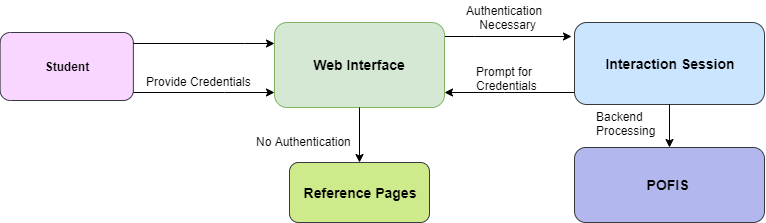 Authentication
Necessary
Student
Web Interface
Interaction Session
Provide Credentials
Prompt for
Credentials
No Authentication
Backend
Processing
Reference Pages
POFIS